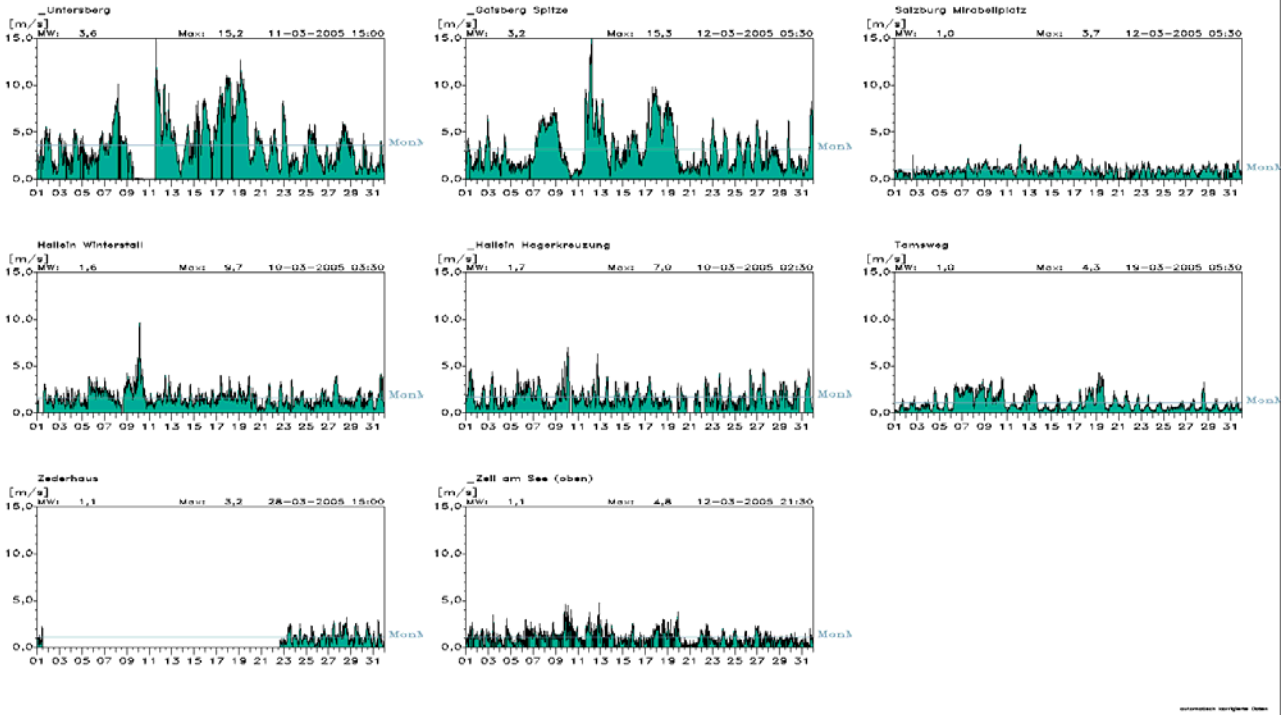 _Untersberg
[m/s]
MW: 3,6 Max: 15,2 11-03-2005 15:00
15,0
10,0
5,0
0,0
MonM
01 03 05 07 09 11 13 15 17 19 21 23 25 27 29 31
_Gaisberg Spitze
[m/s]
MW: 3,2 Max: 15,3 12-03-2005 05:30
15,0
10,0
5,0
0,0
MonM
01 03 05 07 09 11 13 15 17 19 21 23 25 27 29 31
Salzburg Mirabellplatz
[m/s]
MW: 1,0 Max: 3,7 12-03-2005 05:30
15,0
10,0
5,0
0,0
MonM
01 03 05 07 09 11 13 15 17 19 21 23 25 27 29 31
Hallein Winterstall
[m/s]
MW: 1,6 Max: 9,7 10-03-2005 03:30
15,0
10,0
5,0
0,0
MonM
01 03 05 07 09 11 13 15 17 19 21 23 25 27 29 31
_Hallein Hagerkreuzung
[m/s]
MW: 1,7 Max: 7,0 10-03-2005 02:30
15,0
10,0
5,0
0,0
MonM
01 03 05 07 09 11 13 15 17 19 21 23 25 27 29 31
Tamsweg
[m/s]
MW: 1,0 Max: 4,3 19-03-2005 05:30
15,0
10,0
5,0
0,0
MonM
01 03 05 07 09 11 13 15 17 19 21 23 25 27 29 31
Zederhaus
[m/s]
MW: 1,1 Max: 3,2 28-03-2005 15:00
15,0
10,0
5,0
0,0
MonM
01 03 05 07 09 11 13 15 17 19 21 23 25 27 29 31
_Zell am See (oben)
[m/s]
MW: 1,1 Max: 4,8 12-03-2005 21:30
15,0
10,0
5,0
0,0
MonM
01 03 05 07 09 11 13 15 17 19 21 23 25 27 29 31
automatisch korrigierte Daten